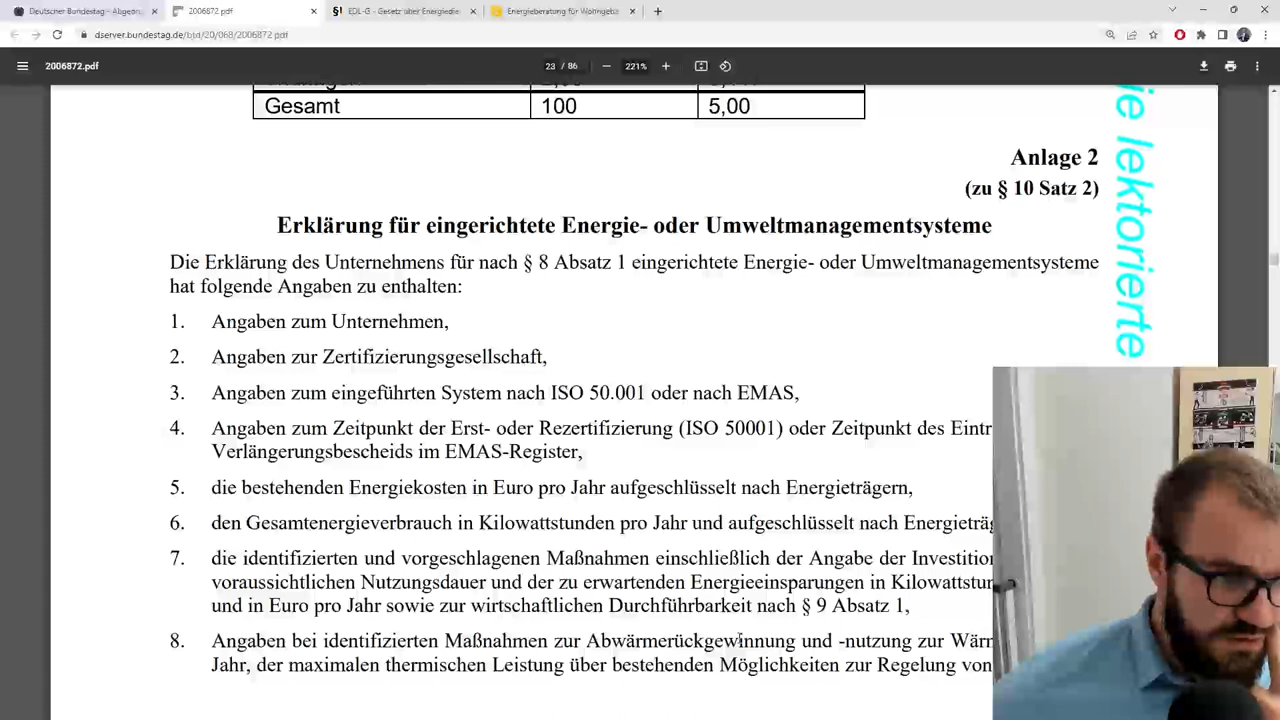 Deutscher Bundestag - Abgeor
2006872.pdf
EDL-G - Gesetz über Energiedie
Energieberatung für Wohngebä
dserver.bundestag.de/btd/20/068/2006872.pdf
2006872.pdf
23 / 86
221%
Gesamt 100 5,00
Anlage 2
(zu § 10 Satz 2)
ie lektorierte
Erklärung für eingerichtete Energie- oder Umweltmanagementsysteme
Die Erklärung des Unternehmens für nach § 8 Absatz 1 eingerichtete Energie- oder Umweltmanagementsysteme
hat folgende Angaben zu enthalten:
1. Angaben zum Unternehmen,
2. Angaben zur Zertifizierungsgesellschaft,
3. Angaben zum eingeführten System nach ISO 50.001 oder nach EMAS,
4. Angaben zum Zeitpunkt der Erst- oder Rezertifizierung (ISO 50001) oder Zeitpunkt des Eintr
Verlängerungsbescheids im EMAS-Register,
5. die bestehenden Energiekosten in Euro pro Jahr aufgeschlüsselt nach Energieträgern,
6. den Gesamtenergieverbrauch in Kilowattstunden pro Jahr und aufgeschlüsselt nach Energieträg
7. die identifizierten und vorgeschlagenen Maßnahmen einschließlich der Angabe der Investition
voraussichtlichen Nutzungsdauer und der zu erwartenden Energieeinsparungen in Kilowattstun
und in Euro pro Jahr sowie zur wirtschaftlichen Durchführbarkeit nach § 9 Absatz 1,
8. Angaben bei identifizierten Maßnahmen zur Abwärmerückgewinnung und -nutzung zur Wärm
Jahr, der maximalen thermischen Leistung über bestehenden Möglichkeiten zur Regelung von